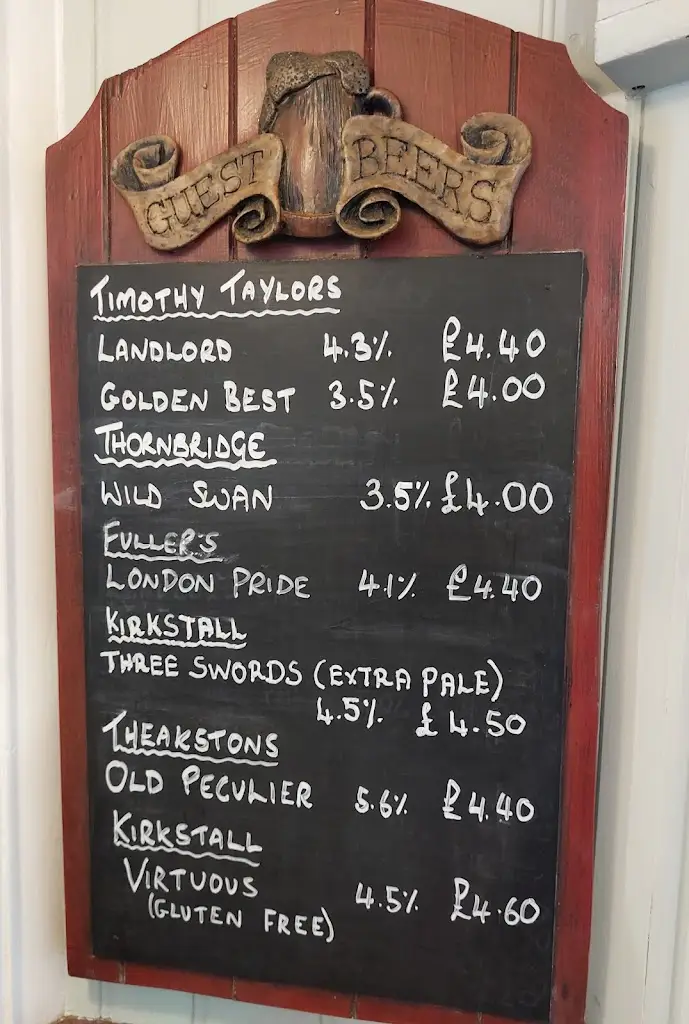 GUEST BEERS
TIMOTHY TAYLORS
LANDLORD 4.3% £4.40
GOLDEN BEST 3.5% £4.00
THORNBRIDGE
WILD SWAN 3.5% £4.00
FULLER'S
LONDON PRIDE 4.1% £4.40
KIRKSTALL
THREE SWORDS (EXTRA PALE)
4.5% £4.50
THEAKSTONS
OLD PECULIER 5.6% £4.40
KIRKSTALL
VIRTUOUS 4.5% £4.60
(GLUTEN FREE)